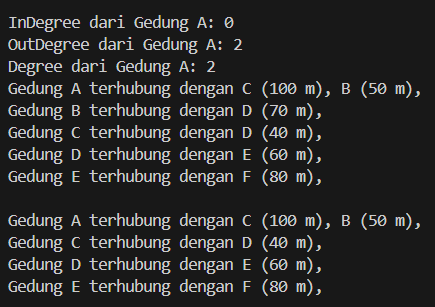 InDegree dari Gedung A: 0
OutDegree dari Gedung A: 2
Degree dari Gedung A: 2
Gedung A terhubung dengan C (100 m), B (50 m),
Gedung B terhubung dengan D (70 m),
Gedung C terhubung dengan D (40 m),
Gedung D terhubung dengan E (60 m),
Gedung E terhubung dengan F (80 m),

Gedung A terhubung dengan C (100 m), B (50 m),
Gedung C terhubung dengan D (40 m),
Gedung D terhubung dengan E (60 m),
Gedung E terhubung dengan F (80 m),